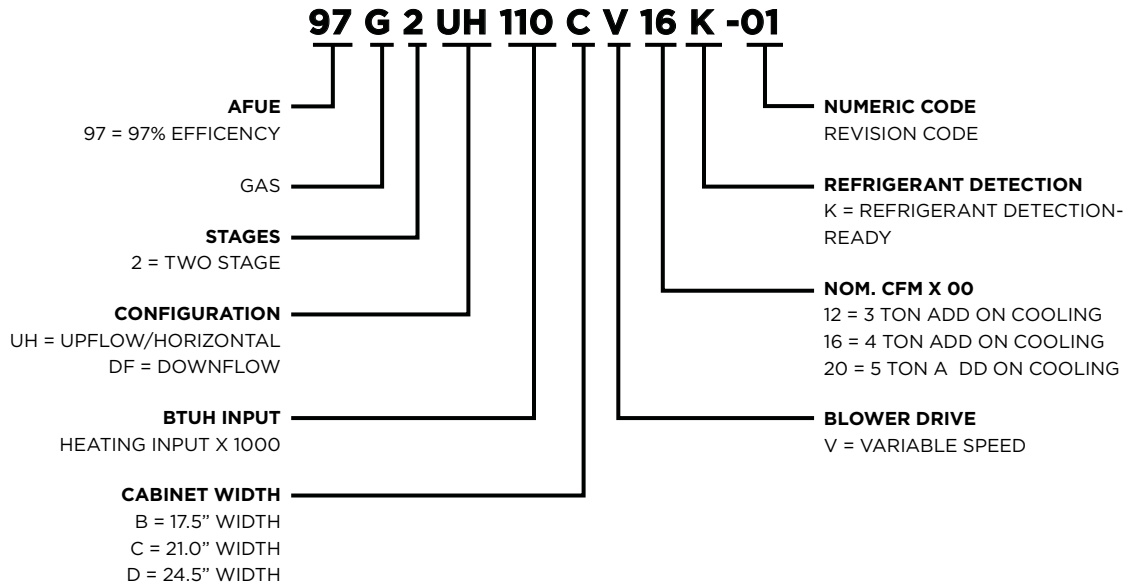 97 G 2 UH 110 C V 16 K -01
AFUE
97 = 97% EFFICENCY
GAS
STAGES
2 = TWO STAGE
CONFIGURATION
UH = UPFLOW/HORIZONTAL
DF = DOWNFLOW
BTUH INPUT
HEATING INPUT X 1000
CABINET WIDTH
B = 17.5” WIDTH
C = 21.0” WIDTH
D = 24.5” WIDTH
NUMERIC CODE
REVISION CODE
REFRIGERANT DETECTION
K = REFRIGERANT DETECTION-
READY
NOM. CFM X 00
12 = 3 TON ADD ON COOLING
16 = 4 TON ADD ON COOLING
20 = 5 TON A DD ON COOLING
BLOWER DRIVE
V = VARIABLE SPEED